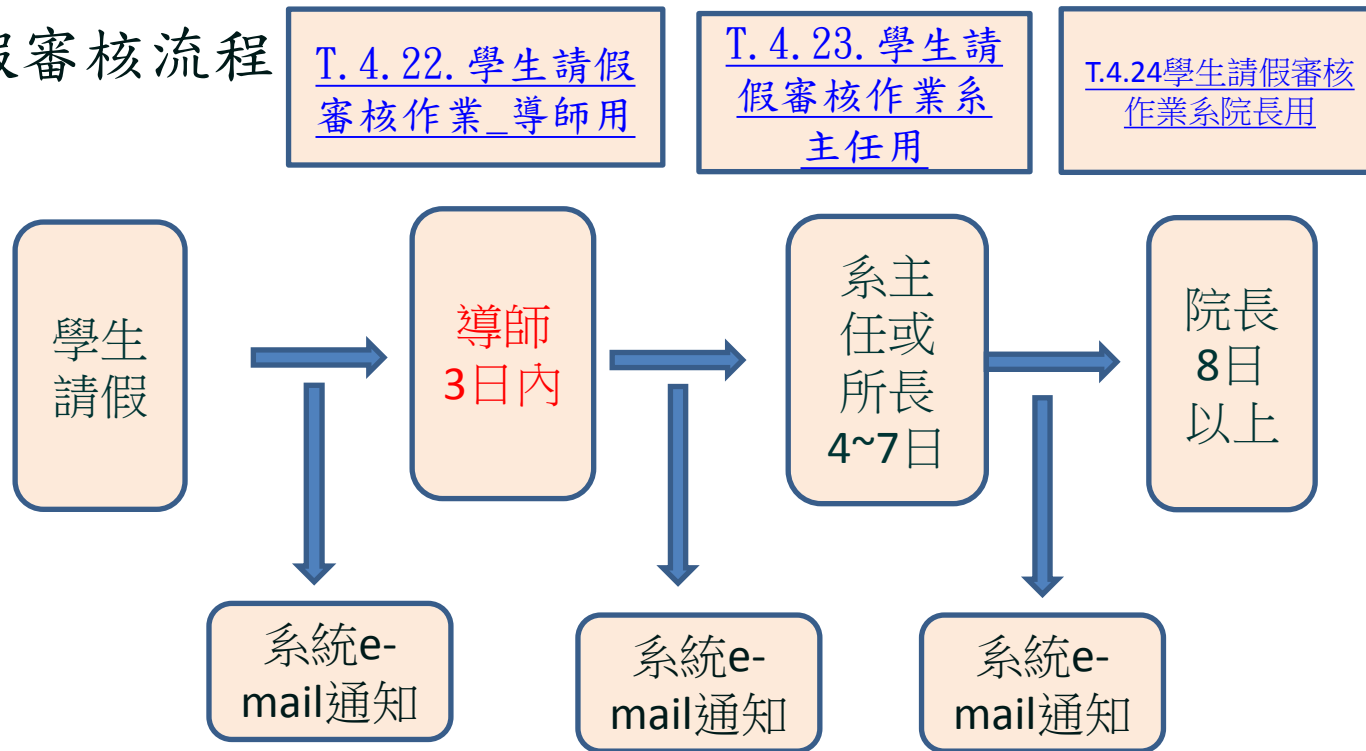 假審核流程
T.4.22.學生請假
審核作業_導師用
T.4.23.學生請
假審核作業系
主任用
T.4.24學生請假審核
作業系院長用
學生
請假
導師
3日內
系主
任或
所長
4~7日
院長
8日
以上
系統e-
mail通知
系統e-
mail通知
系統e-
mail通知